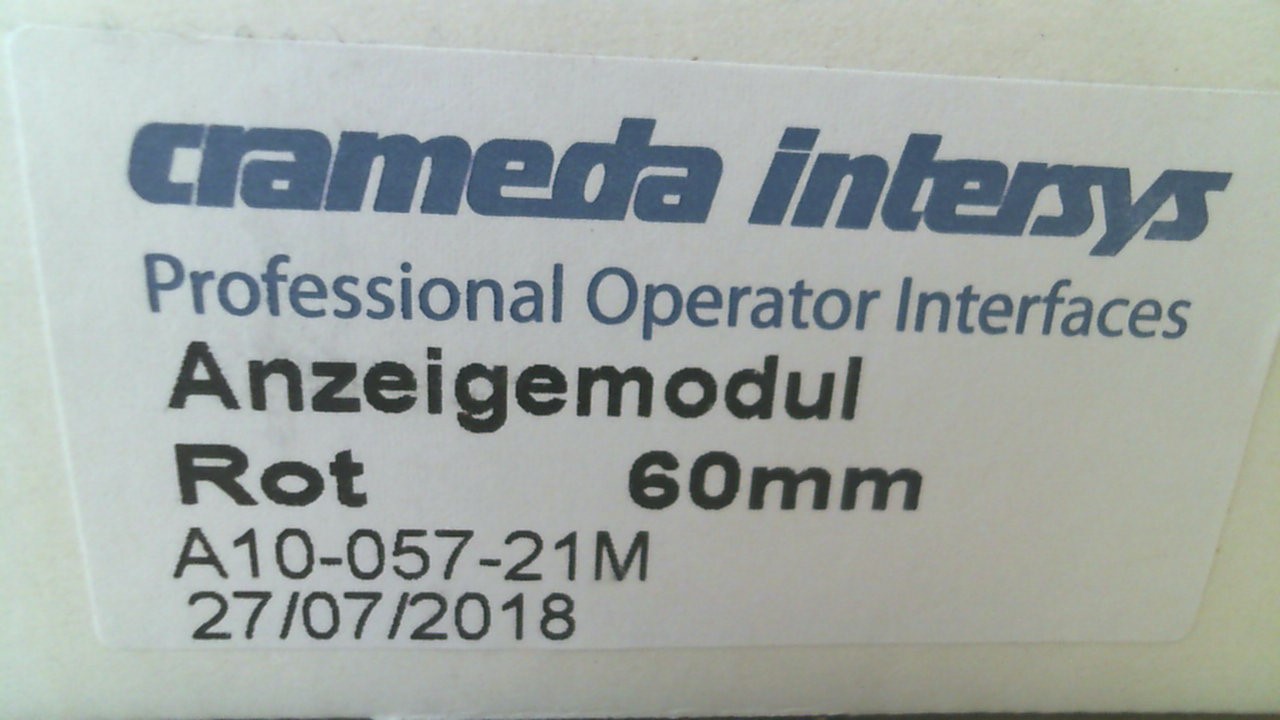 crameda intersys
Professional Operator Interfaces
Anzeigemodul
Rot 60mm
A10-057-21M
27/07/2018